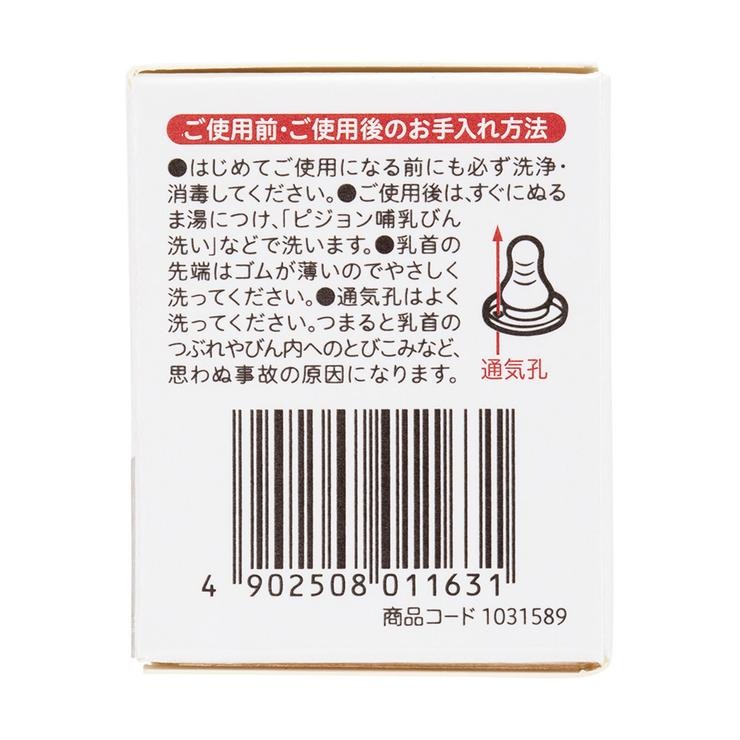 ご使用前・ご使用後のお手入れ方法
●はじめてご使用になる前にも必ず洗浄・
消毒してください。●ご使用後は、すぐにぬる
ま湯につけ、「ピジョン哺乳びん
洗い」などで洗います。●乳首の
先端はゴムが薄いのでやさしく
洗ってください。●通気孔はよく
洗ってください。つまると乳首の
つぶれやびん内へのとびこみなど、
思わぬ事故の原因になります。
通気孔
4 902508 011631
商品コード 1031589